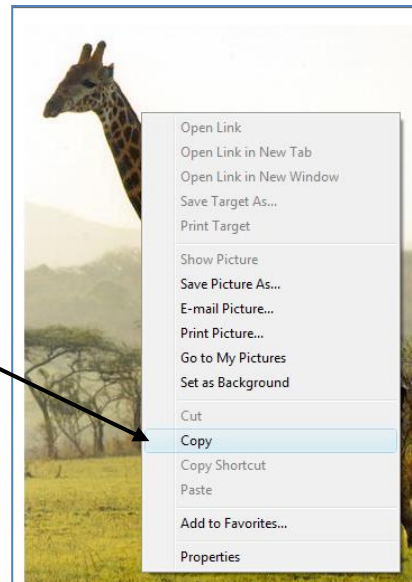 Open Link
Open Link in New Tab
Open Link in New Window
Save Target As...
Print Target
Show Picture
Save Picture As...
E-mail Picture...
Print Picture...
Go to My Pictures
Set as Background
Cut
Copy
Copy Shortcut
Paste
Add to Favorites...
Properties